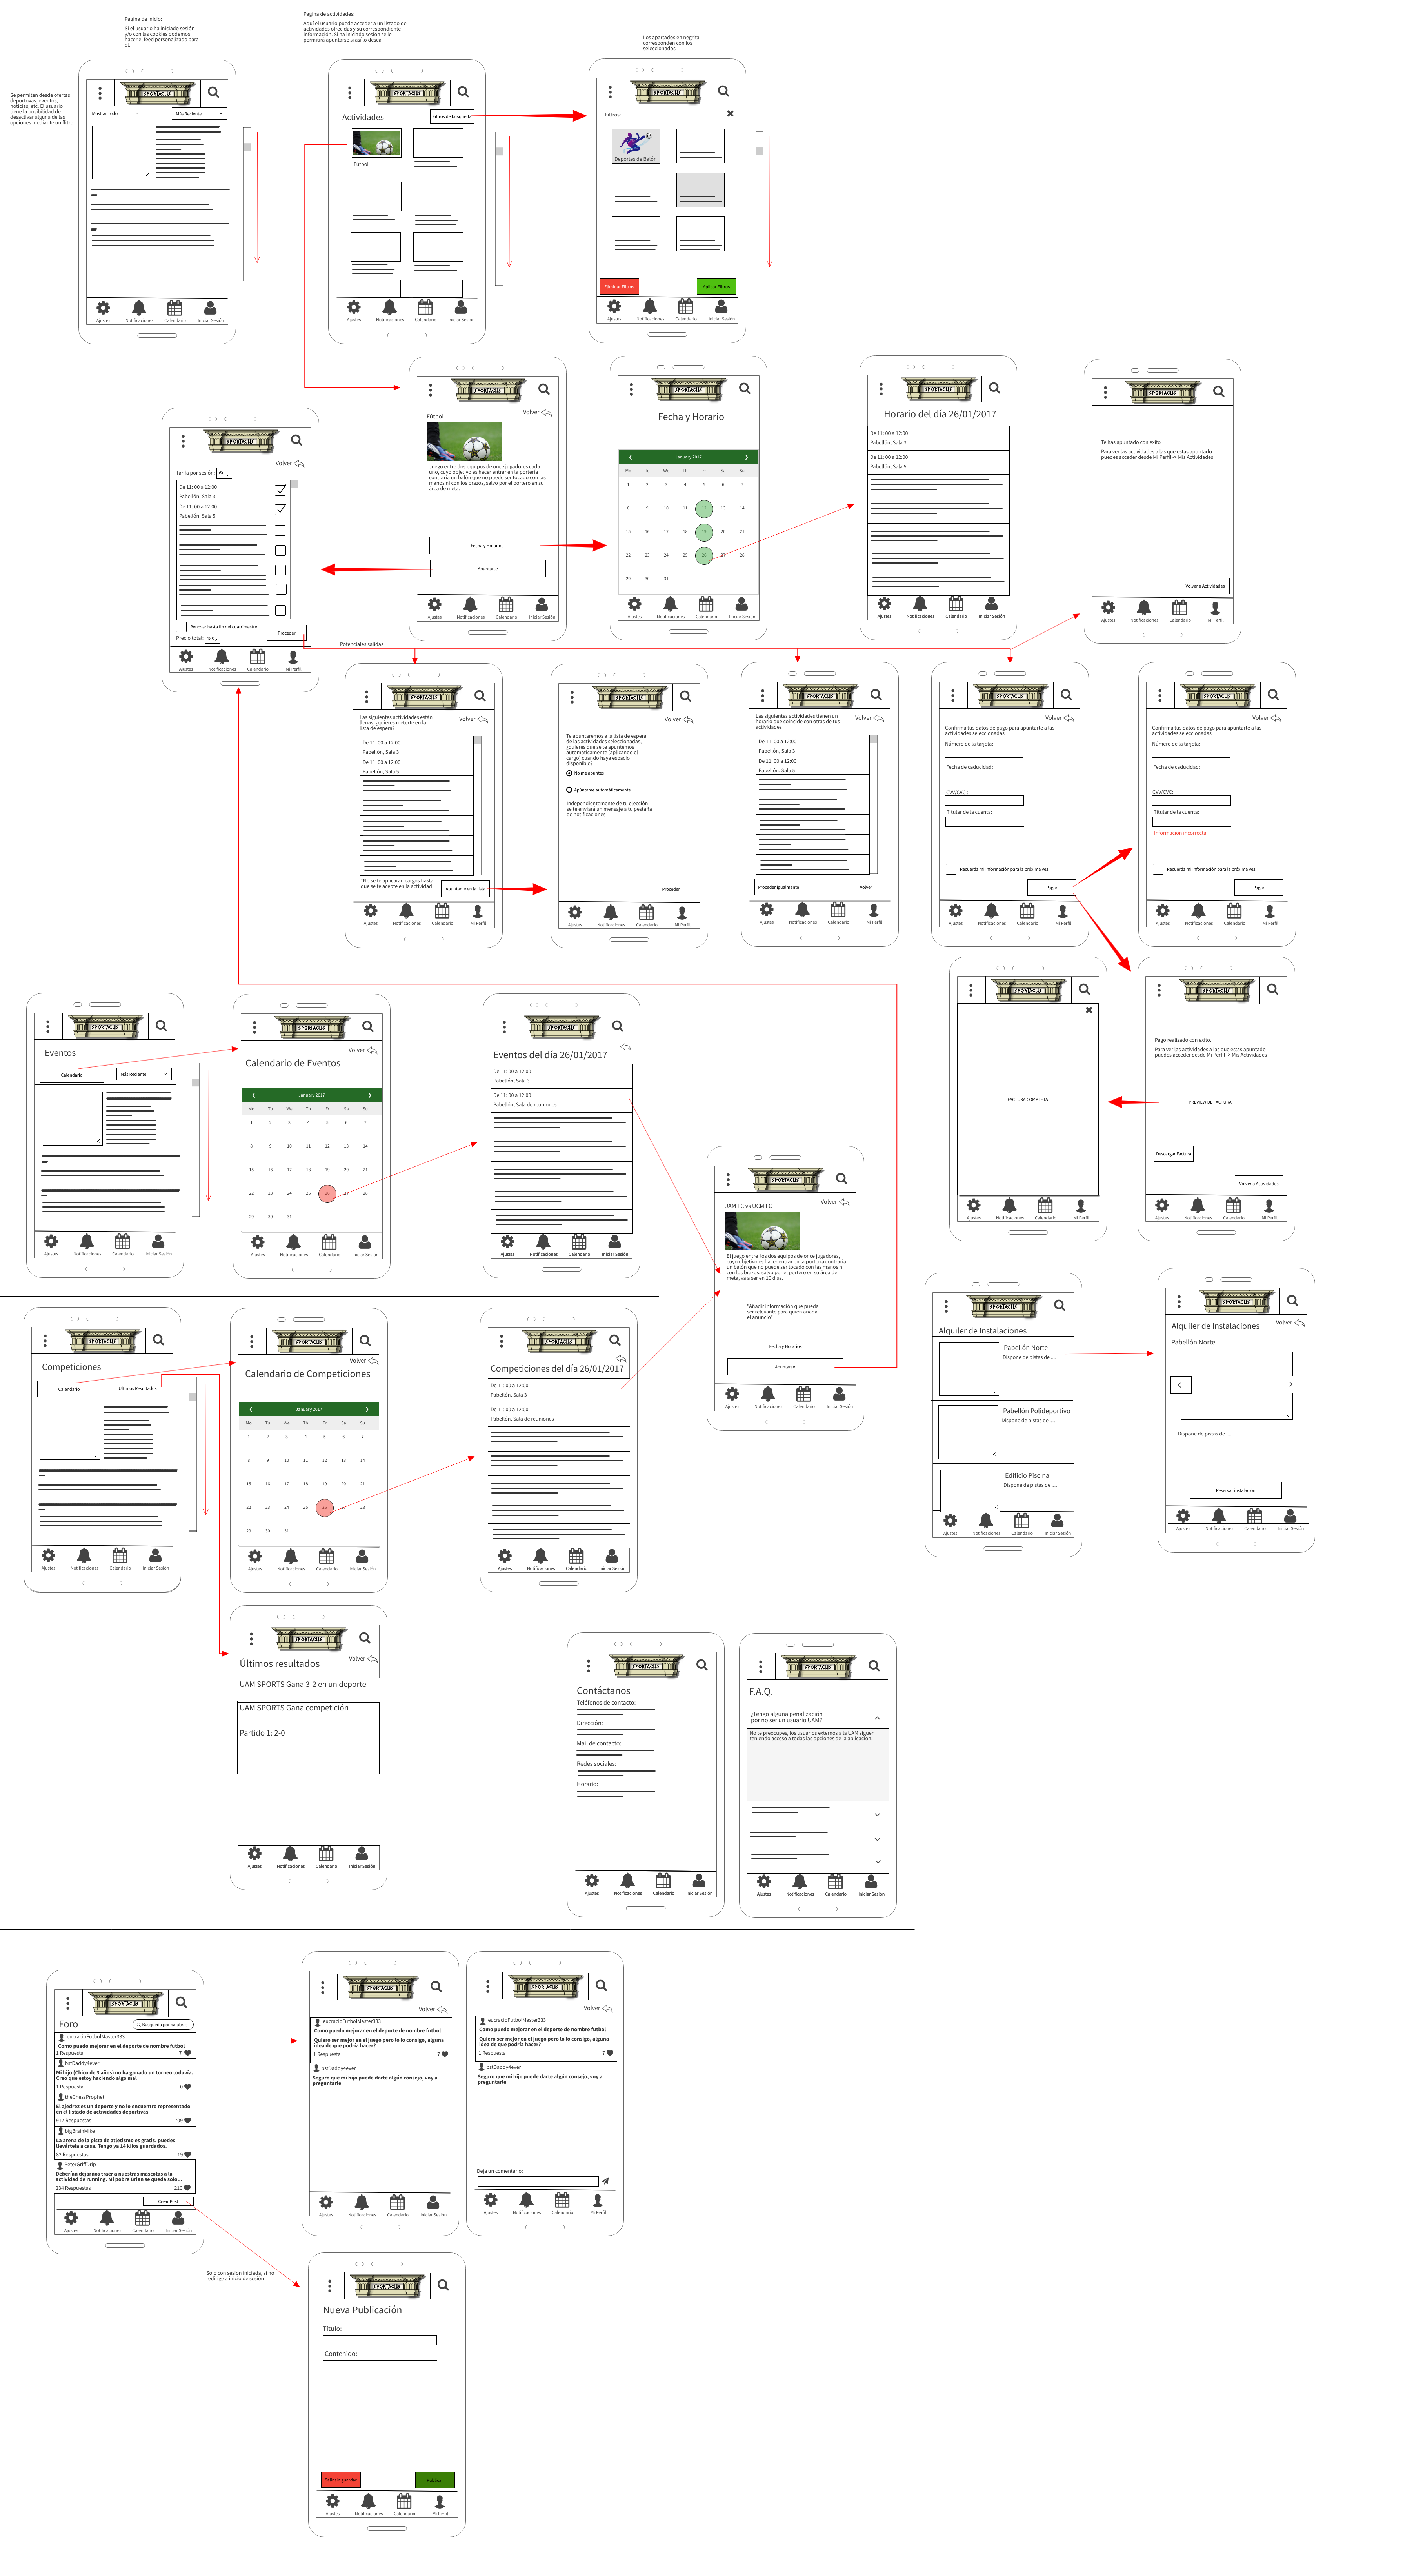 Pagina de inicio:
Si el usuario ha iniciado sesión
y/o con las cookies podemos
hacer el feed personalizado para
el.
Se permiten desde ofertas
deportovas, eventos,
noticias, etc. El usuario
tiene la posibilidad de
desactivar alguna de las
opciones mediante un filtro
SPORTACUS
Mostrar Todo
Más Reciente
Ajustes
Notificaciones
Calendario
Iniciar Sesión
Pagina de actividades:
Aquí el usuario puede acceder a un listado de
actividades ofrecidas y su correspondiente
información. Si ha iniciado sesión se le
permitirá apuntarse si así lo desea
SPORTACUS
Actividades
Filtros de búsqueda
Fútbol
Ajustes
Notificaciones
Calendario
Iniciar Sesión
Los apartados en negrita
corresponden con los
seleccionados
SPORTACUS
Filtros:
Deportes de Balón
Eliminar Filtros
Aplicar Filtros
Ajustes
Notificaciones
Calendario
Iniciar Sesión
SPORTACUS
Volver
Tarifa por sesión:
De 11: 00 a 12:00
Pabellón, Sala 3
De 11: 00 a 12:00
Pabellón, Sala 5
Renovar hasta fin del cuatrimestre
Precio total:
Proceder
Ajustes
Notificaciones
Calendario
Mi Perfil
SPORTACUS
Volver
Fútbol
Juego entre dos equipos de once jugadores cada
uno, cuyo objetivo es hacer entrar en la portería
contraria un balón que no puede ser tocado con las
manos ni con los brazos, salvo por el portero en su
área de meta.
Fecha y Horarios
Apuntarse
Ajustes
Notificaciones
Calendario
Iniciar Sesión
SPORTACUS
Fecha y Horario
January 2017
Mo Tu We Th Fr Sa Su
1 2 3 4 5 6 7
8 9 10 11 12 13 14
15 16 17 18 19 20 21
22 23 24 25 26 27 28
29 30 31
Ajustes
Notificaciones
Calendario
Iniciar Sesión
SPORTACUS
Horario del día 26/01/2017
De 11: 00 a 12:00
Pabellón, Sala 3
De 11: 00 a 12:00
Pabellón, Sala 5
Ajustes
Notificaciones
Calendario
Iniciar Sesión
SPORTACUS
Te has apuntado con exito
Para ver las actividades a las que estas apuntado
puedes acceder desde Mi Perfil -> Mis Actividades
Volver a Actividades
Ajustes
Notificaciones
Calendario
Mi Perfil
Potenciales salidas
SPORTACUS
Las siguientes actividades están
llenas, ¿quieres meterte en la
lista de espera?
Volver
De 11: 00 a 12:00
Pabellón, Sala 3
De 11: 00 a 12:00
Pabellón, Sala 5
*No se te aplicarán cargos hasta
que se te acepte en la actividad
Apuntame en la lista
Ajustes
Notificaciones
Calendario
Mi Perfil
SPORTACUS
Volver
Te apuntaremos a la lista de espera
de las actividades seleccionadas,
¿quieres que se te apuntemos
automáticamente (aplicando el
cargo) cuando haya espacio
disponible?
No me apuntes
Apúntame automáticamente
Independientemente de tu elección
se te enviará un mensaje a tu pestaña
de notificaciones
Proceder
Ajustes
Notificaciones
Calendario
Mi Perfil
SPORTACUS
Las siguientes actividades tienen un
horario que coincide con otras de tus
actividades
Volver
De 11: 00 a 12:00
Pabellón, Sala 3
De 11: 00 a 12:00
Pabellón, Sala 5
Proceder igualmente
Volver
Ajustes
Notificaciones
Calendario
Mi Perfil
SPORTACUS
Volver
Confirma tus datos de pago para apuntarte a las
actividades seleccionadas
Número de la tarjeta:
Fecha de caducidad:
CVV/CVC :
Titular de la cuenta:
Recuerda mi información para la próxima vez
Pagar
Ajustes
Notificaciones
Calendario
Mi Perfil
SPORTACUS
Volver
Confirma tus datos de pago para apuntarte a las
actividades seleccionadas
Número de la tarjeta:
Fecha de caducidad:
CVV/CVC:
Titular de la cuenta:
Información incorrecta
Recuerda mi información para la próxima vez
Pagar
Ajustes
Notificaciones
Calendario
Mi Perfil
SPORTACUS
FACTURA COMPLETA
Ajustes
Notificaciones
Calendario
Mi Perfil
SPORTACUS
Pago realizado con exito.
Para ver las actividades a las que estas apuntado
puedes acceder desde Mi Perfil -> Mis Actividades
PREVIEW DE FACTURA
Descargar Factura
Volver a Actividades
Ajustes
Notificaciones
Calendario
Mi Perfil
SPORTACUS
Eventos
Calendario
Más Reciente
Ajustes
Notificaciones
Calendario
Iniciar Sesión
SPORTACUS
Volver
Calendario de Eventos
January 2017
Mo Tu We Th Fr Sa Su
1 2 3 4 5 6 7
8 9 10 11 12 13 14
15 16 17 18 19 20 21
22 23 24 25 26 27 28
29 30 31
Ajustes
Notificaciones
Calendario
Iniciar Sesión
SPORTACUS
Eventos del día 26/01/2017
De 11: 00 a 12:00
Pabellón, Sala 3
De 11: 00 a 12:00
Pabellón, Sala de reuniones
Ajustes
Notificaciones
Calendario
Iniciar Sesión
SPORTACUS
Volver
UAM FC vs UCM FC
El juego entre los dos equipos de once jugadores,
cuyo objetivo es hacer entrar en la portería contraria
un balón que no puede ser tocado con las manos ni
con los brazos, salvo por el portero en su área de
meta, va a ser en 10 dias.
"Añadir información que pueda
ser relevante para quien añada
el anuncio"
Fecha y Horarios
Apuntarse
Ajustes
Notificaciones
Calendario
Iniciar Sesión
SPORTACUS
Competiciones
Calendario
Últimos Resultados
Ajustes
Notificaciones
Calendario
Iniciar Sesión
SPORTACUS
Volver
Calendario de Competiciones
January 2017
Mo Tu We Th Fr Sa Su
1 2 3 4 5 6 7
8 9 10 11 12 13 14
15 16 17 18 19 20 21
22 23 24 25 26 27 28
29 30 31
Ajustes
Notificaciones
Calendario
Iniciar Sesión
SPORTACUS
Volver
Competiciones del día 26/01/2017
De 11: 00 a 12:00
Pabellón, Sala 3
De 11: 00 a 12:00
Pabellón, Sala de reuniones
Ajustes
Notificaciones
Calendario
Iniciar Sesión
SPORTACUS
Alquiler de Instalaciones
Pabellón Norte
Dispone de pistas de ...
Pabellón Polideportivo
Dispone de pistas de ...
Edificio Piscina
Dispone de pistas de ...
Ajustes
Notificaciones
Calendario
Iniciar Sesión
SPORTACUS
Alquiler de Instalaciones
Volver
Pabellón Norte
Dispone de pistas de ...
Reservar instalación
Ajustes
Notificaciones
Calendario
Iniciar Sesión
SPORTACUS
Volver
Últimos resultados
UAM SPORTS Gana 3-2 en un deporte
UAM SPORTS Gana competición
Partido 1: 2-0
Ajustes
Notificaciones
Calendario
Iniciar Sesión
SPORTACUS
Contáctanos
Teléfonos de contacto:
Dirección:
Mail de contacto:
Redes sociales:
Horario:
Ajustes
Notificaciones
Calendario
Iniciar Sesión
SPORTACUS
F.A.Q.
¿Tengo alguna penalización
por no ser un usuario UAM?
No te preocupes, los usuarios externos a la UAM siguen
teniendo acceso a todas las opciones de la aplicación.
Ajustes
Notificaciones
Calendario
Iniciar Sesión
SPORTACUS
Foro
Busqueda por palabras
eucracioFutbolMaster333
Como puedo mejorar en el deporte de nombre futbol
1 Respuesta
7
bstDaddy4ever
Mi hijo (Chico de 3 años) no ha ganado un torneo todavía.
Creo que estoy haciendo algo mal
1 Respuesta
0
theChessProphet
El ajedrez es un deporte y no lo encuentro representado
en el listado de actividades deportivas
917 Respuestas
709
bigBrainMike
La arena de la pista de atletismo es gratis, puedes
llevártela a casa. Tengo ya 14 kilos guardados.
82 Respuestas
19
PeterGriffDrip
Deberían dejarnos traer a nuestras mascotas a la
actividad de running. Mi pobre Brian se queda solo...
234 Respuestas
210
Crear Post
Ajustes
Notificaciones
Calendario
Iniciar Sesión
SPORTACUS
Volver
eucracioFutbolMaster333
Como puedo mejorar en el deporte de nombre futbol
Quiero ser mejor en el juego pero lo lo consigo, alguna
idea de que podría hacer?
1 Respuesta
7
bstDaddy4ever
Seguro que mi hijo puede darte algún consejo, voy a
preguntarle
Ajustes
Notificaciones
Calendario
Iniciar Sesión
SPORTACUS
Volver
eucracioFutbolMaster333
Como puedo mejorar en el deporte de nombre futbol
Quiero ser mejor en el juego pero lo lo consigo, alguna
idea de que podría hacer?
1 Respuesta
7
bstDaddy4ever
Seguro que mi hijo puede darte algún consejo, voy a
preguntarle
Deja un comentario:
Ajustes
Notificaciones
Calendario
Mi Perfil
Solo con sesion iniciada, si no
redirige a inicio de sesión
SPORTACUS
Nueva Publicación
Titulo:
Contenido:
Salir sin guardar
Publicar
Ajustes
Notificaciones
Calendario
Mi Perfil